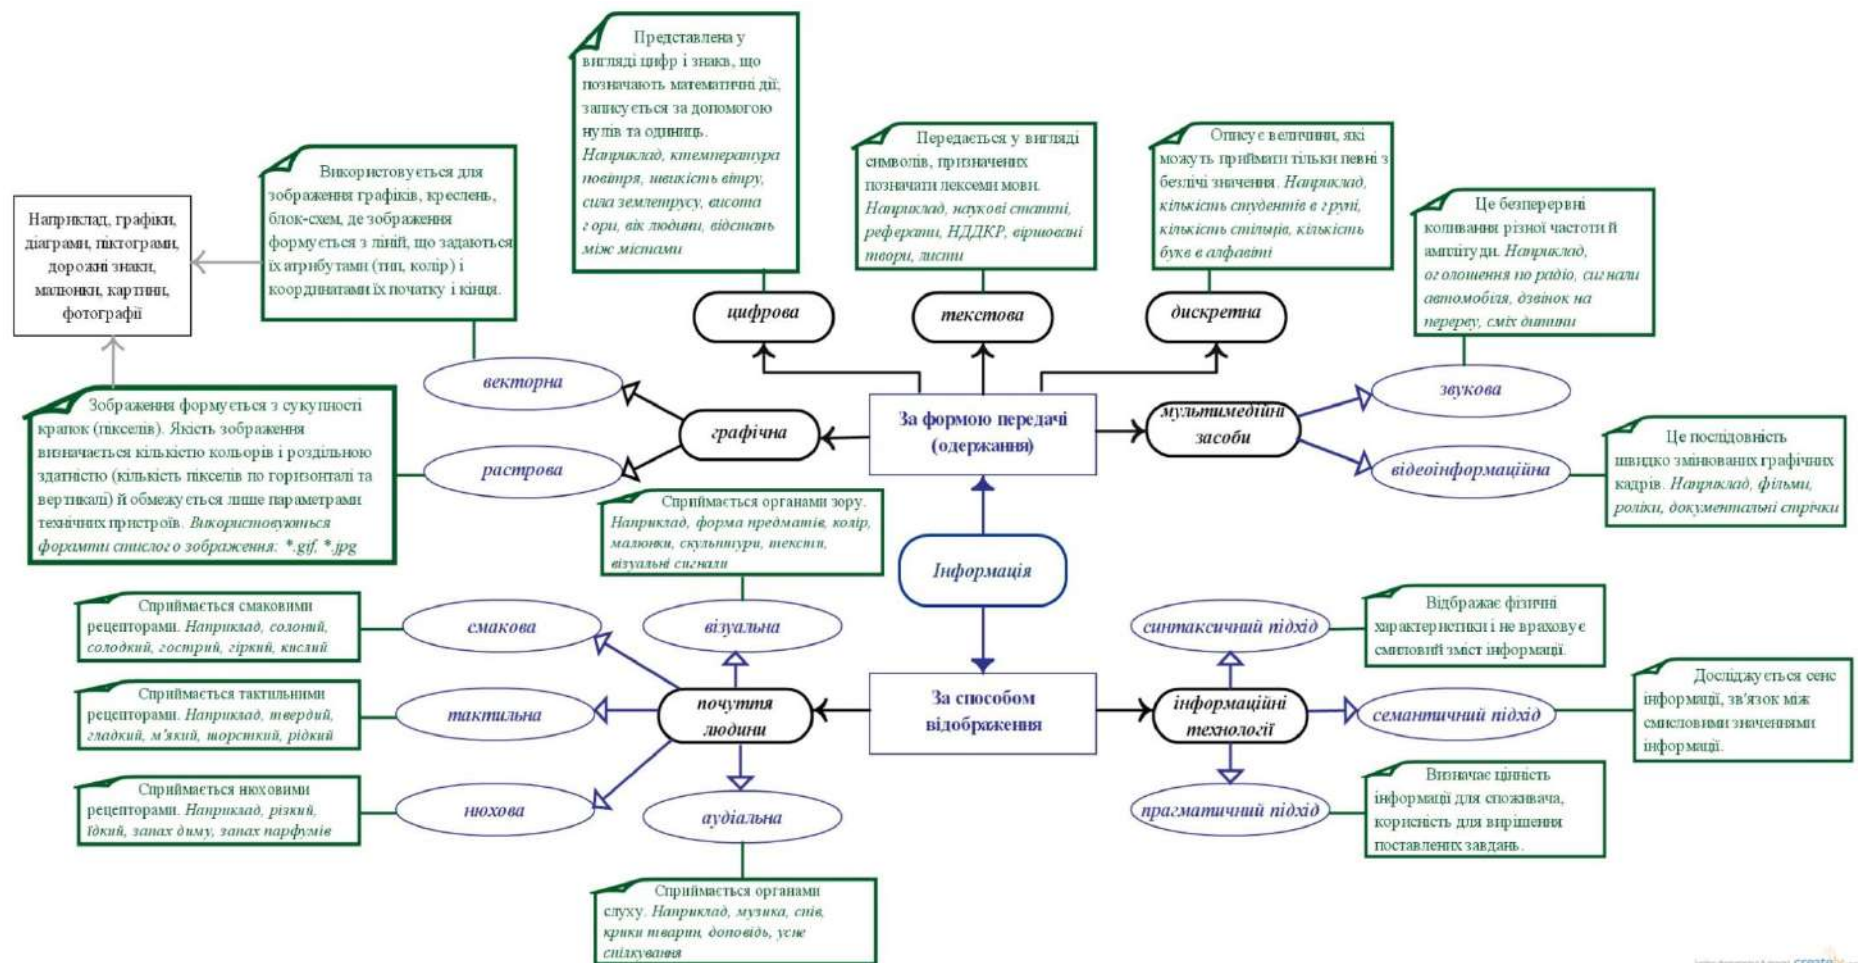 Представлена у
вигляді цифр і знакв, що
позначають математичні дії;
записується за допомогою
нулів та одиниць.
Наприклад, ктемпература
повітря, швикість вітру,
сила землетрусу, висота
гори, вік людини, відстань
між містами
Передається у вигляді
символів, призначених
позначати лексеми мови.
Наприклад, наукові статті,
реферати, НДДКР, віршовані
твори, листи
Описує величини, які
можуть приймати тільки певні з
безлічі значення. Наприклад,
кількість студентів в групі,
кількість стільців, кількість
букв в алфавіті
Використовується для
зображення графіків, креслень,
блок-схем, де зображення
формується з ліній, що задаються
їх атрибутами (тип, колір) і
координатами їх початку і кінця.
Наприклад, графіки,
діаграми, піктограми,
дорожні знаки,
малюнки, картини,
фотографії
Це безперервні
коливання різної частоти й
амплітуди. Наприклад,
оголошення по радіо, сигнали
автомобіля, дзвінок на
перерву, сміх дитини
цифрова
текстова
дискретна
векторна
звукова
Зображення формується з сукупності
крапок (пікселів). Якість зображення
визначається кількістю кольорів і роздільною
здатністю (кількість пікселів по горизонталі та
вертикалі) й обмежується лише параметрами
технічних пристроїв. Використовуються
форамти стислого зображення: *.gif, *.jpg
графічна
За формою передачі
(одержання)
мультимедійні
засоби
растрова
відеоінформаційна
Це послідовність
швидко змінюваних графічних
кадрів. Наприклад, фільми,
ролики, документальні стрічки
Сприймається органами зору.
Наприклад, форма предматів, колір,
малюнки, скульптури, тексти,
візуальні сигнали
Інформація
Сприймається смаковими
рецепторами. Наприклад, солоний,
солодкий, гострий, гіркий, кислий
смакова
візуальна
синтаксичний підхід
Відбражає фізичні
характеристики і не враховує
смиловий зміст інформації.
Сприймається тактильними
рецепторами. Наприклад, твердий,
гладкий, м'який, шорсткий, рідкий
тактильна
почуття
людини
За способом
відображення
інформаційні
технології
семантичний підхід
Досліджується сенс
інформації, зв'язок між
смисловими значеннями
інформації.
Сприймається нюховими
рецепторами. Наприклад, різкий,
їдкий, запах диму, запах парфумів
нюхова
аудіальна
прагматичний підхід
Визначає цінність
інформації для споживача,
корисність для вирішення
поставлених завдань.
Сприймається органами
слуху. Наприклад, музика, спів,
крики тварин, доповідь, усне
спілкування